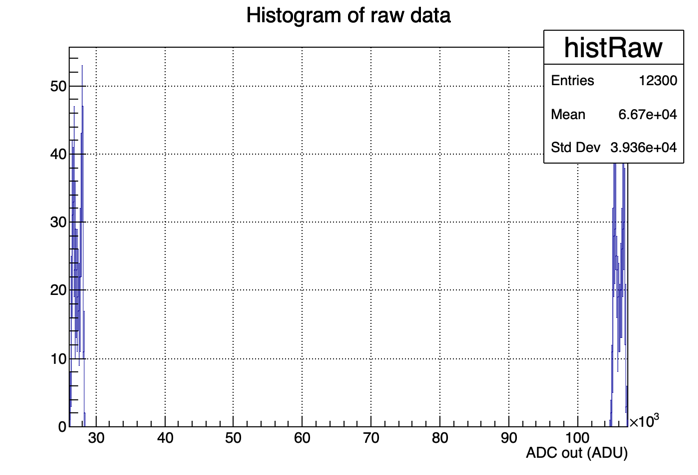 Histogram of raw data
histRaw
Entries 12300
Mean 6.67e+04
Std Dev 3.936e+04
50
40
30
20
10
0
30 40 50 60 70 80 90 100 ×10³
ADC out (ADU)